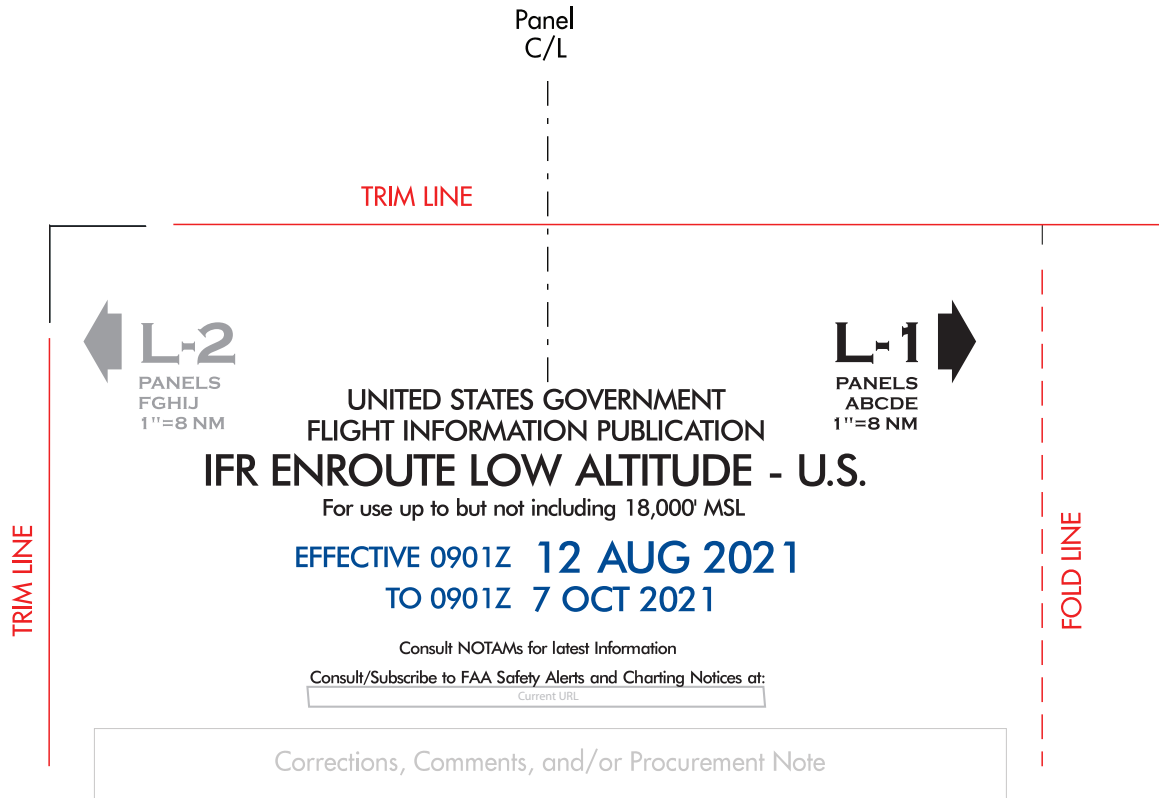 Panel
C/L
TRIM LINE
L-2
PANELS
FGHIJ
1"=8 NM
L-1
PANELS
ABCDE
1"=8 NM
UNITED STATES GOVERNMENT
FLIGHT INFORMATION PUBLICATION
IFR ENROUTE LOW ALTITUDE - U.S.
For use up to but not including 18,000' MSL
EFFECTIVE 0901Z 12 AUG 2021
TO 0901Z 7 OCT 2021
TRIM LINE
FOLD LINE
Consult NOTAMs for latest Information
Consult/Subscribe to FAA Safety Alerts and Charting Notices at:
Current URL
Corrections, Comments, and/or Procurement Note